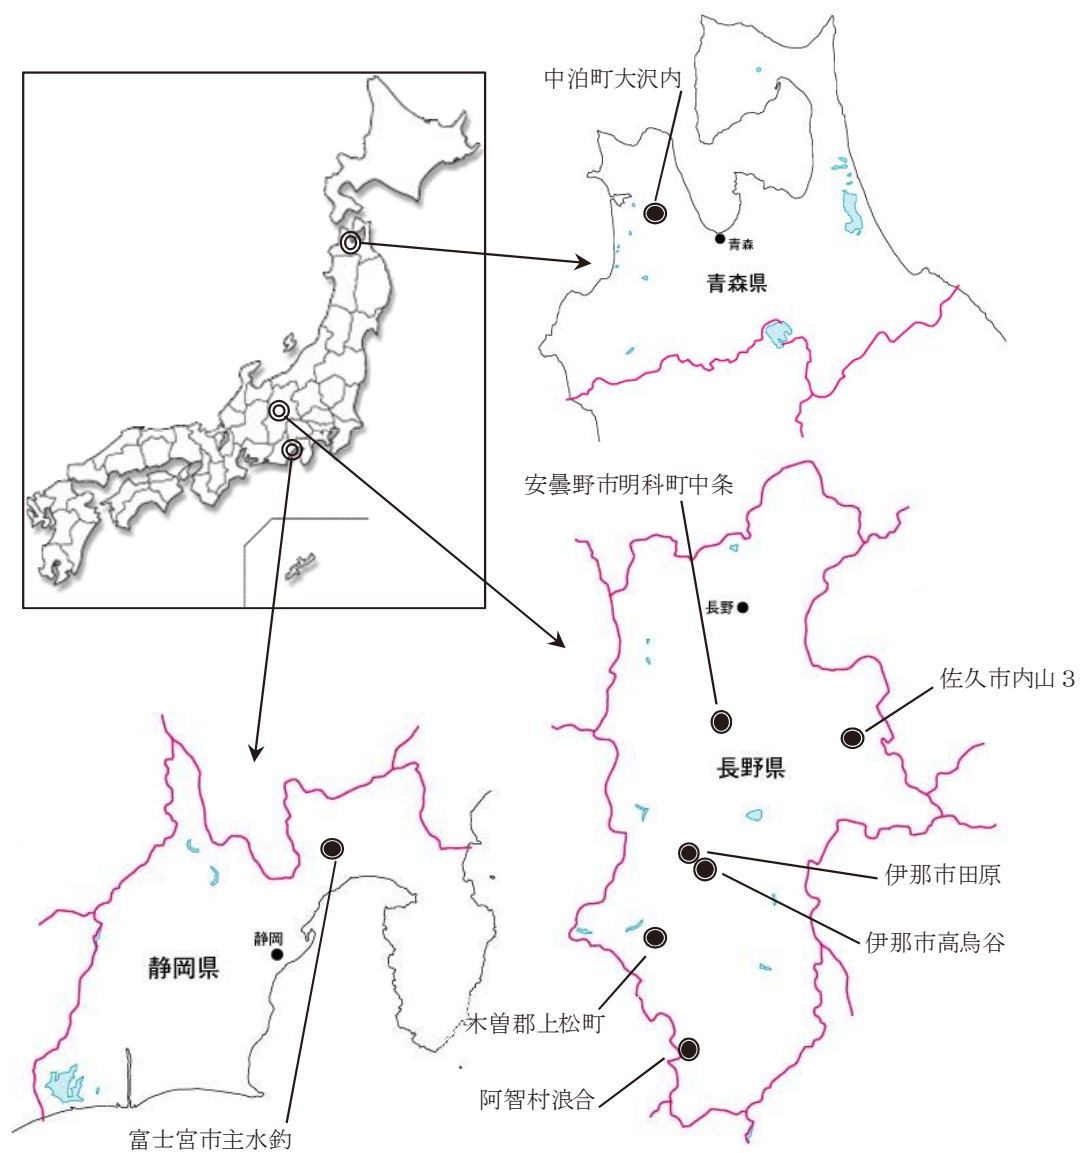 中泊町大沢内
青森
青森県
安曇野市明科町中条
長野
佐久市内山3
長野県
伊那市田原
伊那市高烏谷
静岡
静岡県
木曽郡上松町
阿智村浪合
富士宮市主水釣